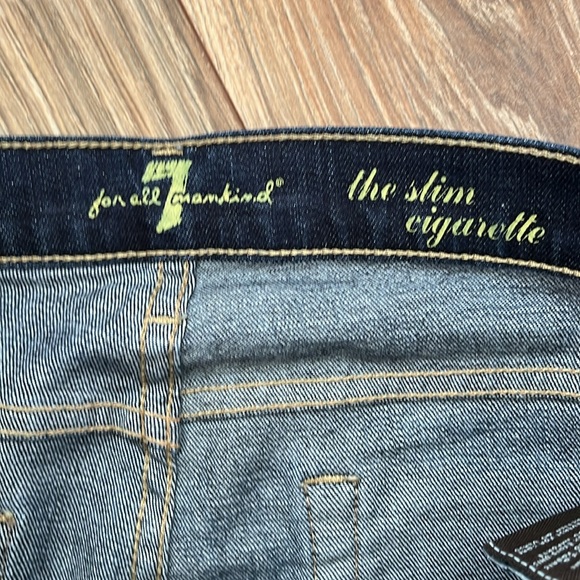 for all 7 mankind®
the slim
cigarette